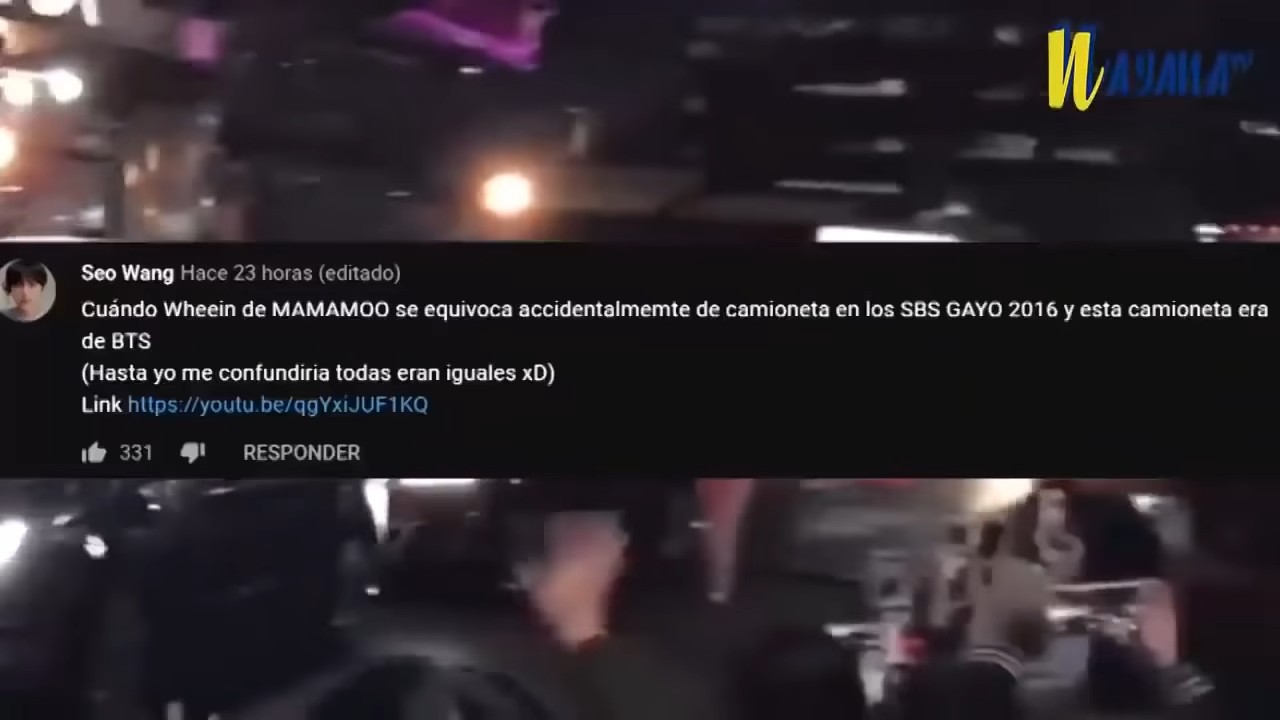 NAYANA TV
Seo Wang Hace 23 horas (editado)
Cuándo Wheein de MAMAMOO se equivoca accidentalmemte de camioneta en los SBS GAYO 2016 y esta camioneta era
de BTS
(Hasta yo me confundiria todas eran iguales xD)
Link https://youtu.be/qgYxiJUF1KQ
331 RESPONDER